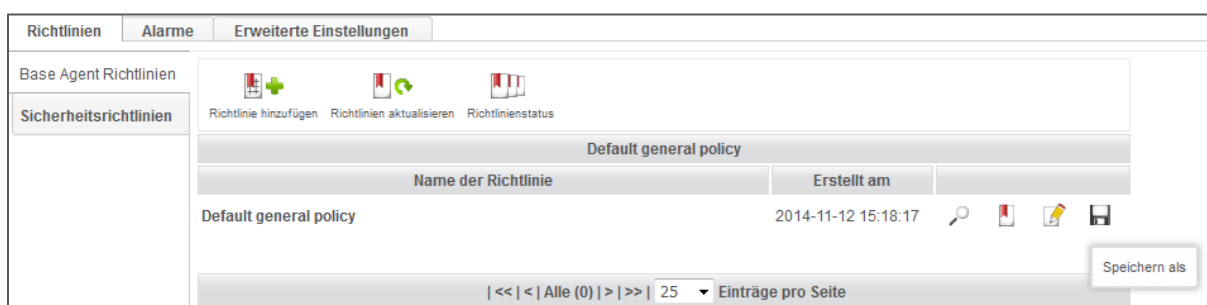 Richtlinien Alarme Erweiterte Einstellungen
Base Agent Richtlinien
Sicherheitsrichtlinien
Richtlinie hinzufügen Richtlinien aktualisieren Richtlinienstatus
Default general policy
Name der Richtlinie Erstellt am
Default general policy 2014-11-12 15:18:17
Speichern als
| << | < | Alle (0) | > | >> | 25 Einträge pro Seite